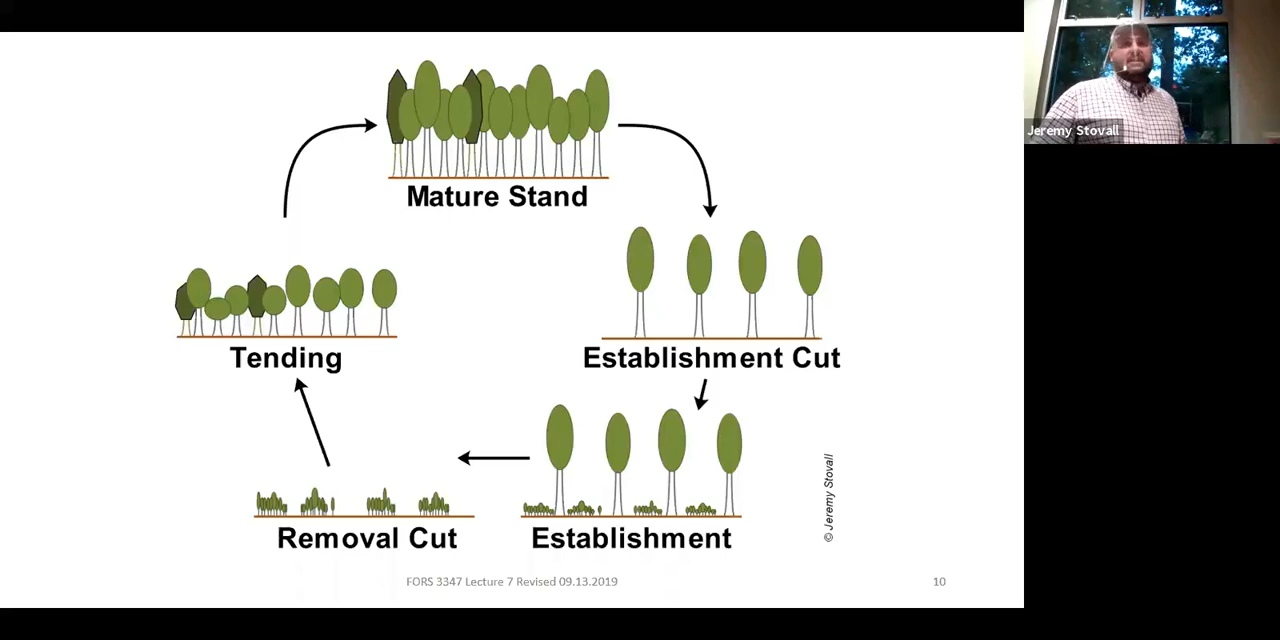 Jeremy Stovall
Mature Stand
Tending
Establishment Cut
Removal Cut
Establishment
© Jeremy Stovall
FORS 3347 Lecture 7 Revised 09.13.2019
10